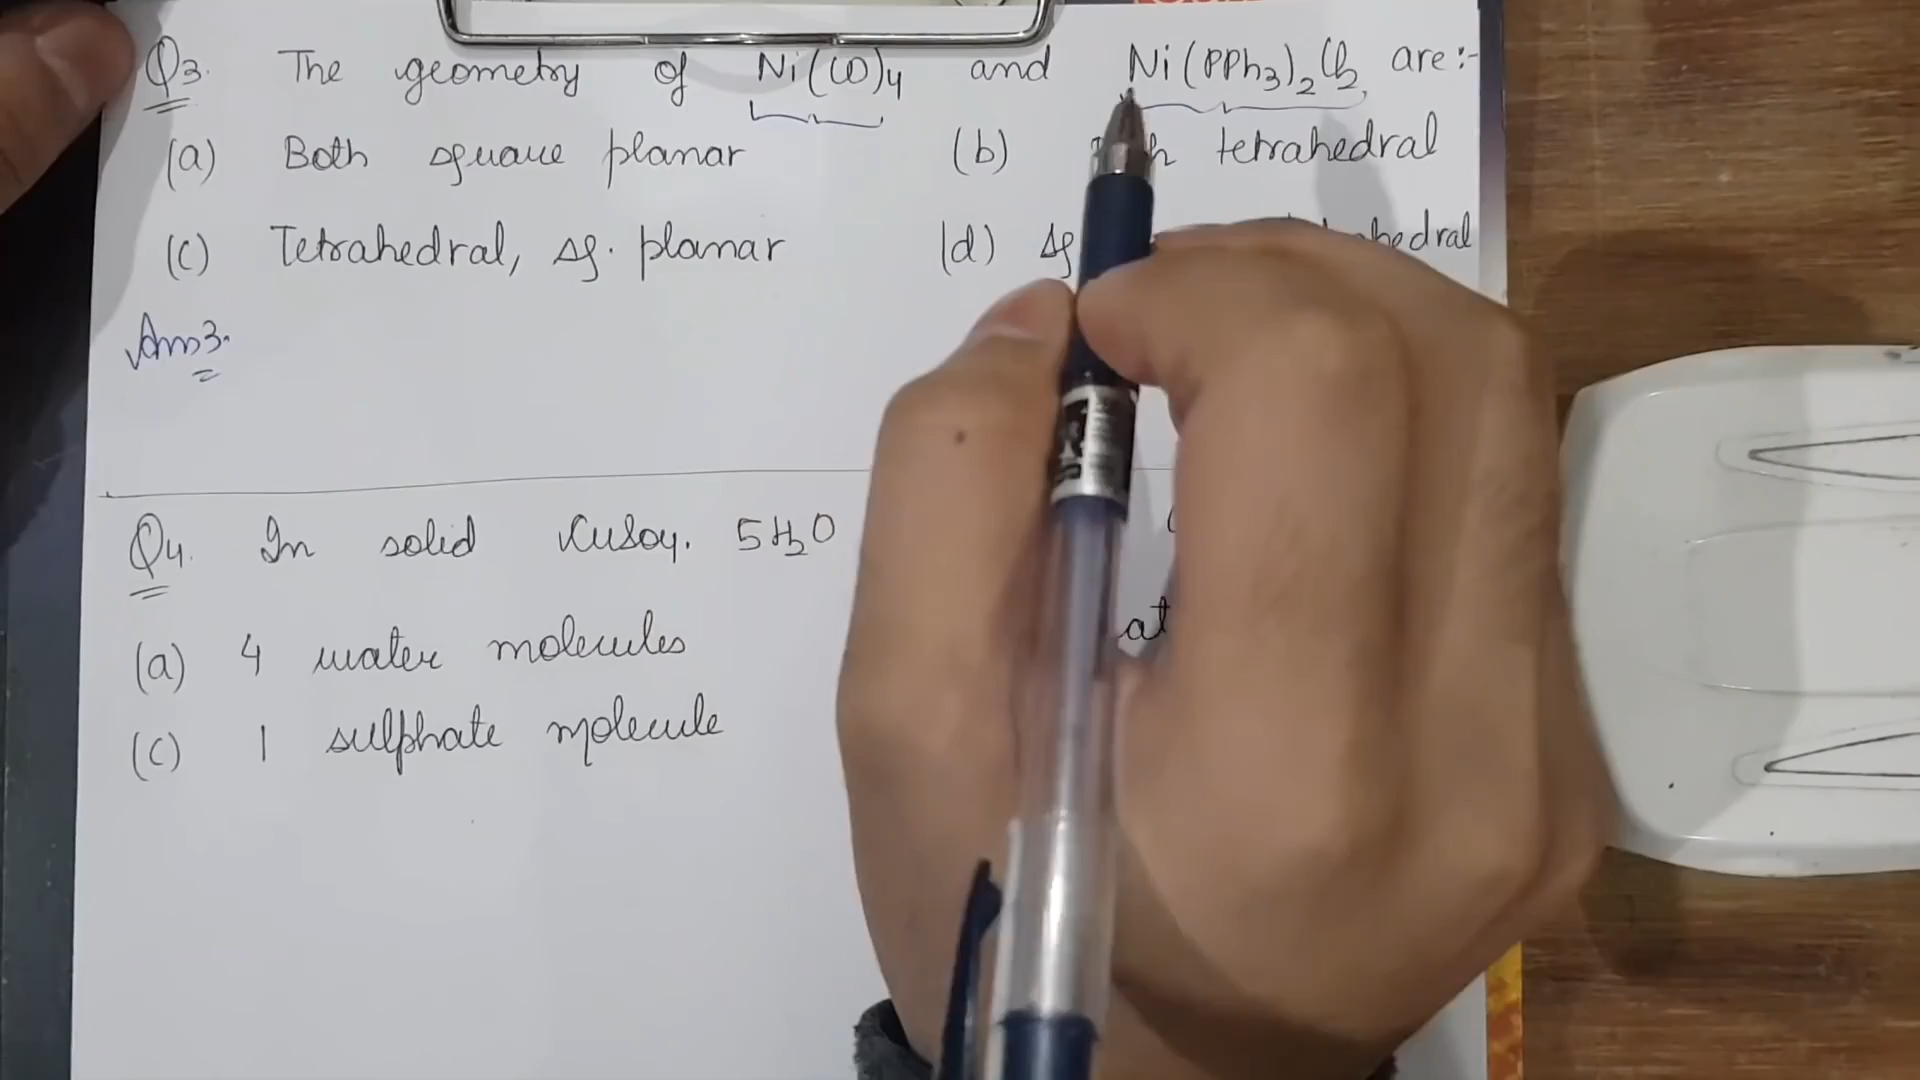 Q3. The geometry of Ni(CO)4 and Ni(PPh3)2Cl2 are:-
(a) Both square planar (b) tetrahedral
(c) Tetrahedral, sq. planar (d) sq
Ans3.
Q4. In solid CuSO4. 5H2O
(a) 4 water molecules at
(c) 1 sulphate molecule